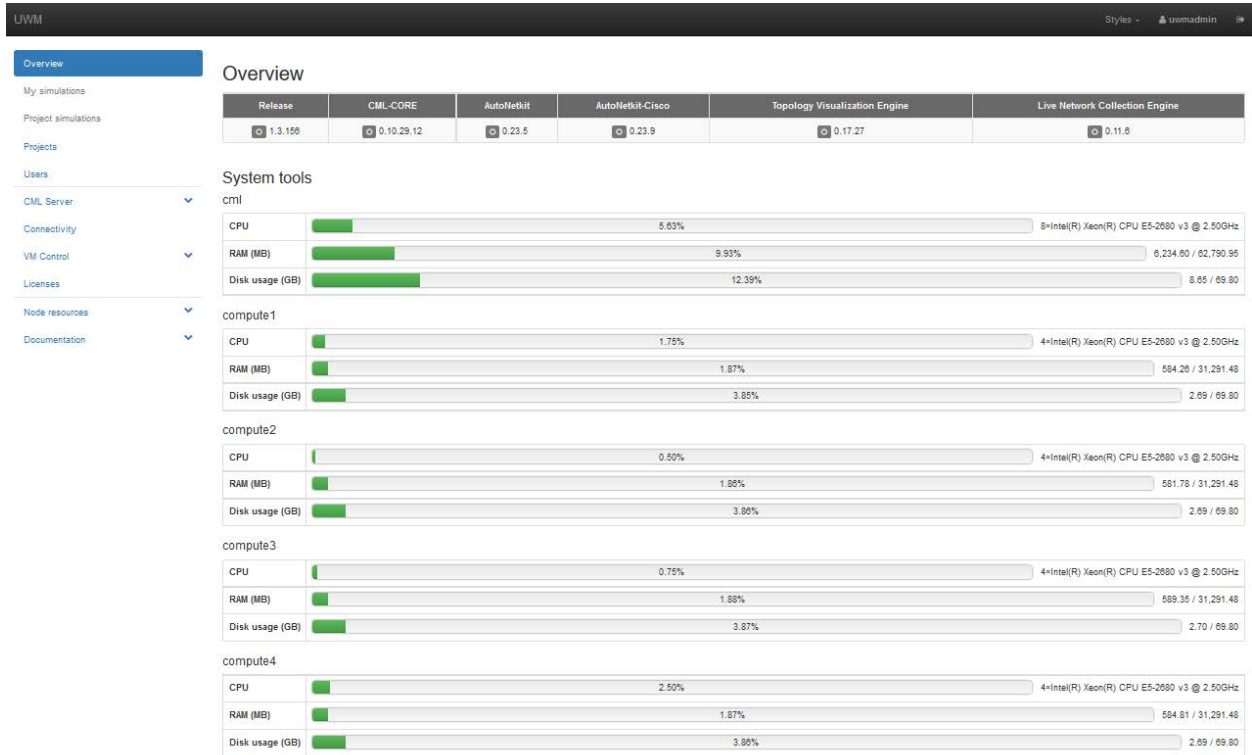 UWM Styles uwmadmin
Overview
My simulations
Project simulations
Projects
Users
CML Server
Connectivity
VM Control
Licenses
Node resources
Documentation
Overview
Release CML-CORE AutoNetkit AutoNetkit-Cisco Topology Visualization Engine Live Network Collection Engine
1.3.156 0.10.29.12 0.23.5 0.23.9 0.17.27 0.11.6
System tools
cml
CPU 5.63% 8×Intel(R) Xeon(R) CPU E5-2680 v3 @ 2.50GHz
RAM (MB) 9.93% 6,234.60 / 62,790.95
Disk usage (GB) 12.39% 8.65 / 69.80
compute1
CPU 1.75% 4×Intel(R) Xeon(R) CPU E5-2680 v3 @ 2.50GHz
RAM (MB) 1.87% 584.26 / 31,291.48
Disk usage (GB) 3.85% 2.69 / 69.80
compute2
CPU 0.50% 4×Intel(R) Xeon(R) CPU E5-2680 v3 @ 2.50GHz
RAM (MB) 1.86% 581.78 / 31,291.48
Disk usage (GB) 3.86% 2.69 / 69.80
compute3
CPU 0.75% 4×Intel(R) Xeon(R) CPU E5-2680 v3 @ 2.50GHz
RAM (MB) 1.88% 589.35 / 31,291.48
Disk usage (GB) 3.87% 2.70 / 69.80
compute4
CPU 2.50% 4×Intel(R) Xeon(R) CPU E5-2680 v3 @ 2.50GHz
RAM (MB) 1.87% 584.81 / 31,291.48
Disk usage (GB) 3.86% 2.69 / 69.80